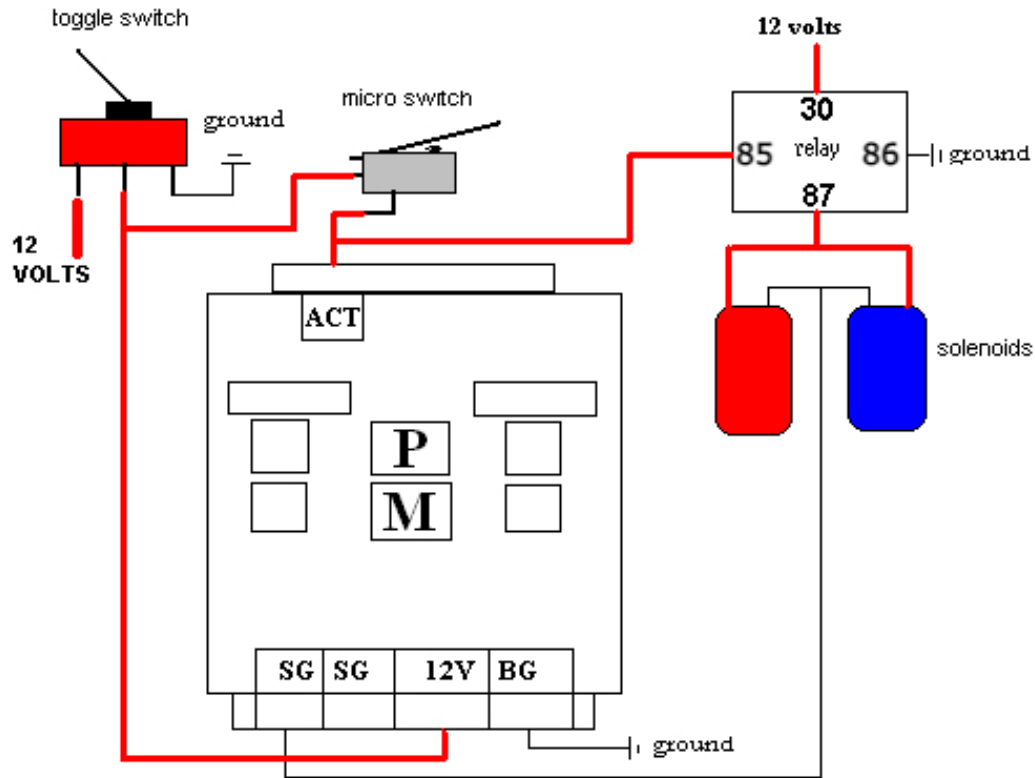 toggle switch
12 volts
micro switch
ground
30
85 relay 86
ground
87
12
VOLTS
ACT
solenoids
P
M
SG SG 12V BG
ground